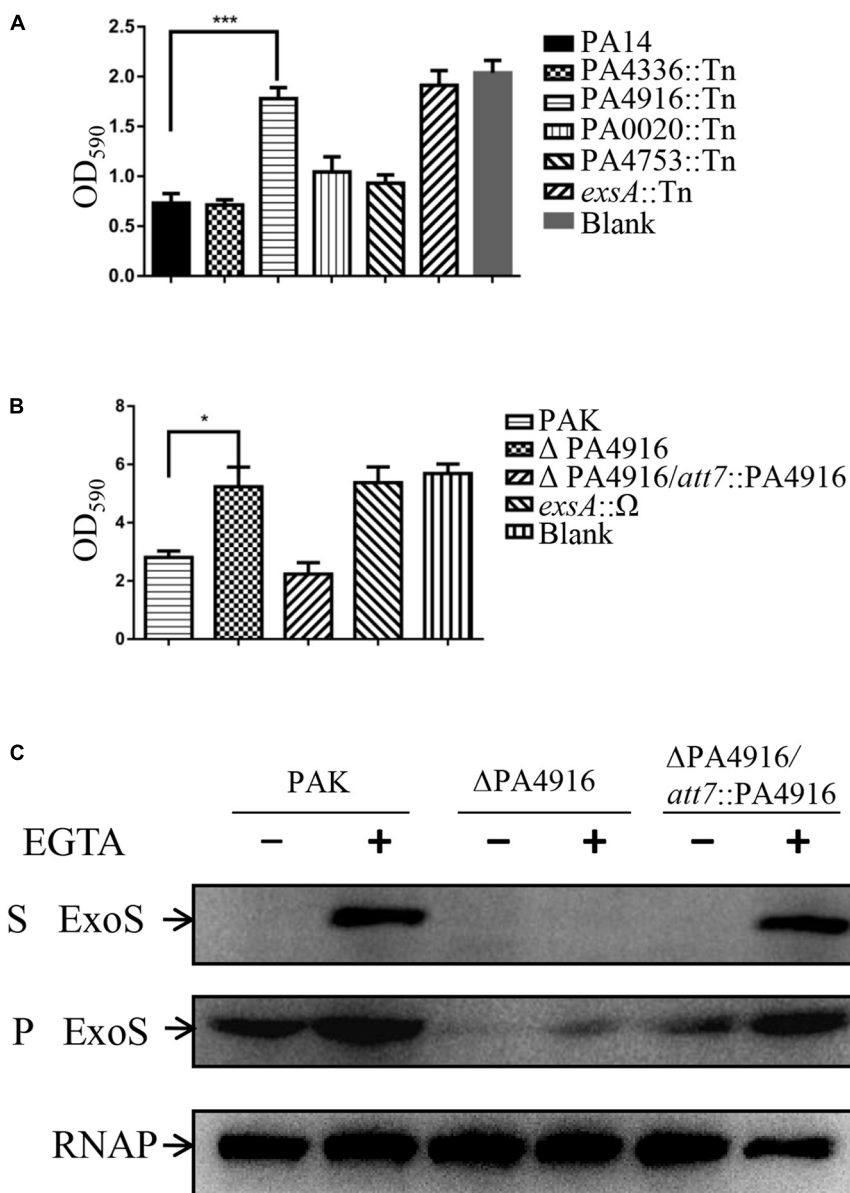 A
***
2.5
2.0
1.5
1.0
0.5
0.0
OD590
PA14
PA4336::Tn
PA4916::Tn
PA0020::Tn
PA4753::Tn
exsA::Tn
Blank
B
*
8
6
4
2
0
OD590
PAK
Δ PA4916
Δ PA4916/att7::PA4916
exsA::Ω
Blank
C
PAK
ΔPA4916
ΔPA4916/
att7::PA4916
EGTA − + − + − +
S ExoS
P ExoS
RNAP